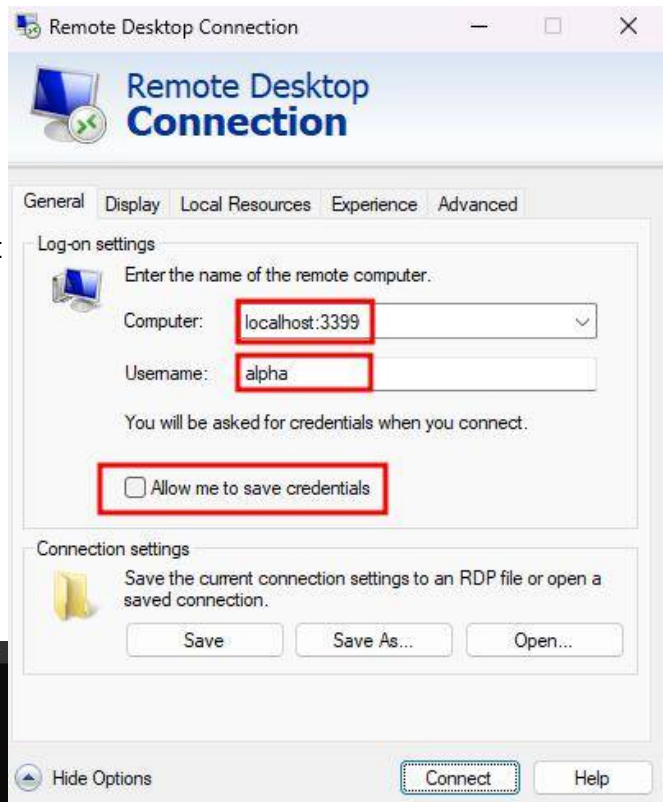 Remote Desktop Connection
Remote Desktop
Connection
General Display Local Resources Experience Advanced
Log-on settings
Enter the name of the remote computer.
Computer: localhost:3399
Username: alpha
You will be asked for credentials when you connect.
Allow me to save credentials
Connection settings
Save the current connection settings to an RDP file or open a
saved connection.
Save Save As... Open...
Hide Options Connect Help